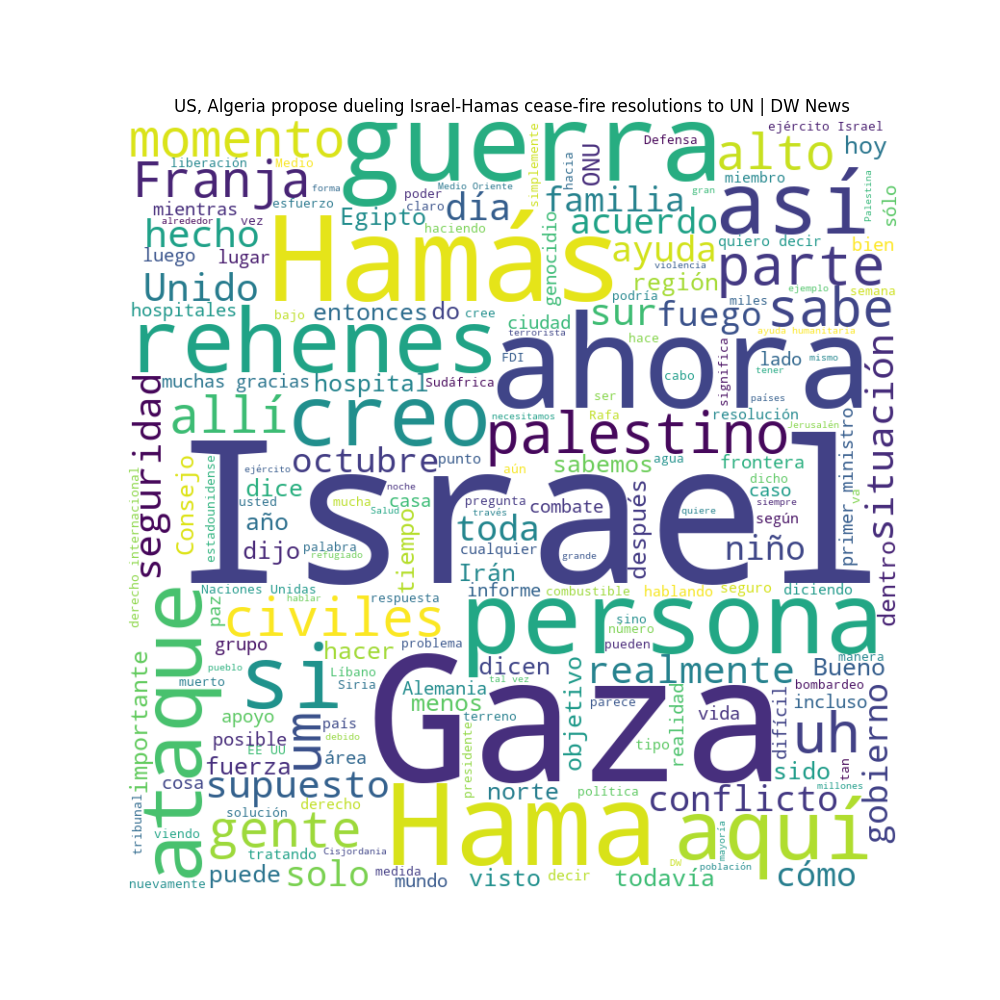 US, Algeria propose dueling Israel-Hamas cease-fire resolutions to UN | DW News
momento
guerra
alto
ejército Israel
hoy
Defensa
ONU
hacia
simplemente
liberación
Medio
Franja
forma
esfuerzo
mientras
alrededor
vez
poder
claro
Medio Oriente
día
familia
gran
miembro
así
Palestina
sólo
hecho
Egipto
haciendo
acuerdo
genocidio
ayuda
quiero decir
bien
luego
lugar
Hamás
violencia
parte
Unido
región
ejemplo
semana
hospitales
bajo
entonces
do
cree
ciudad
podría
sur
fuego
miles
sabe
rehenes
terrorista
FDI
hace
ayuda humanitaria
ahora
significa
lado
mismo
situación
muchas gracias
hospital
Sudáfrica
cabo
tener
seguridad
allí
creo
ser
necesitamos
Rafa
países
resolución
Jerusalén
palestino
octubre
punto
sabemos
agua
frontera
primer ministro
Consejo
estadounidense
ejército
dice
noche
aún
dicho
caso
va
derecho internacional
usted
Israel
mucha
casa
Salud
pregunta
combate
después
quiere
siempre
según
año
tiempo
través
toda
dijo
palabra
refugiado
cualquier
grande
niño
dentro
Irán
ataque
paz
Naciones Unidas
hablar
respuesta
informe
combustible
hablando
seguro
diciendo
civiles
persona
sino
número
grupo
hacer
problema
pueden
importante
pueblo
muerto
si
Líbano
Siria
dicen
tal vez
realmente
Bueno
manera
bombardeo
Alemania
menos
Gaza
objetivo
parece
realidad
vida
difícil
incluso
gobierno
apoyo
um
país
debido
terreno
posible
EE UU
área
presidente
tipo
uh
fuerza
cosa
supuesto
norte
política
conflicto
sido
tan
millones
tribunal
solución
derecho
Hama
aquí
mayoría
viendo
gente
tratando
Cisjordania
DW
población
nuevamente
puede
solo
medida
mundo
visto
decir
todavía
cómo